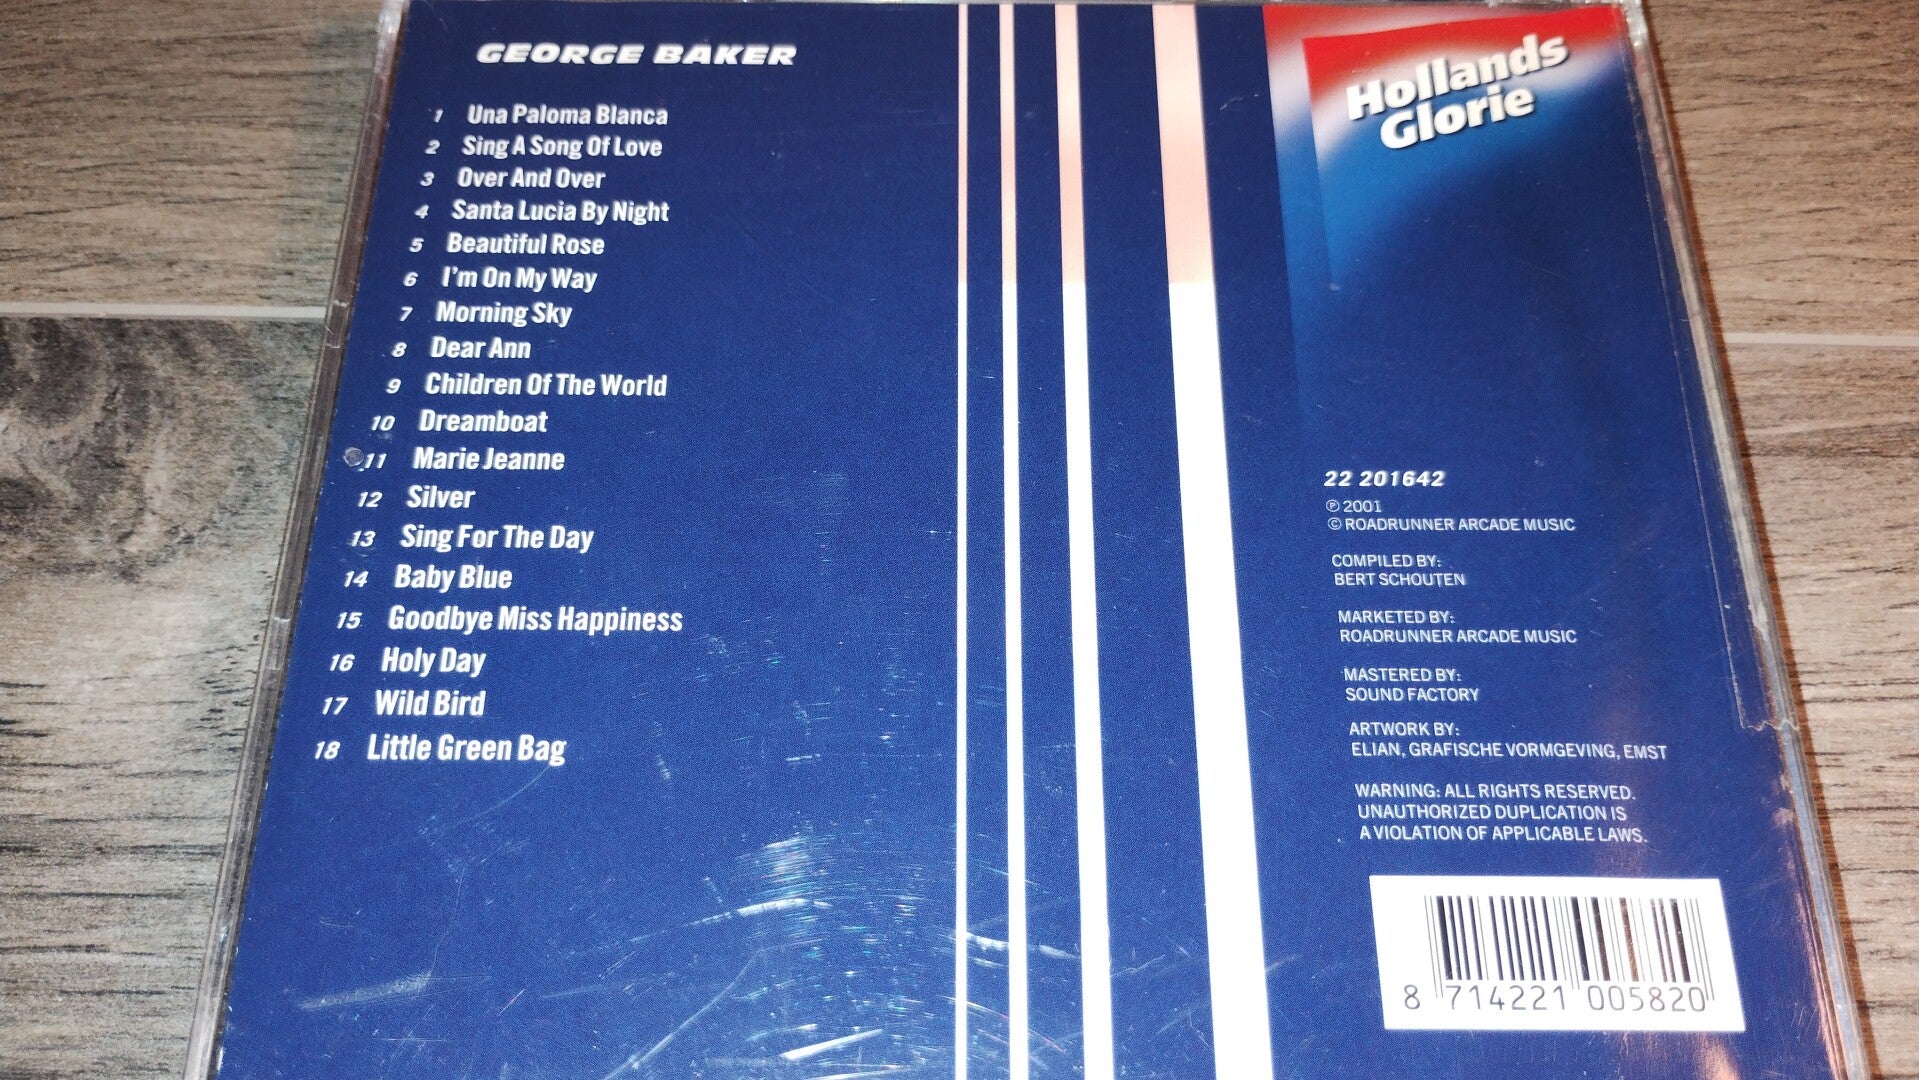 GEORGE BAKER
1 Una Paloma Blanca
2 Sing A Song Of Love
3 Over And Over
4 Santa Lucia By Night
5 Beautiful Rose
6 I'm On My Way
7 Morning Sky
8 Dear Ann
9 Children Of The World
10 Dreamboat
11 Marie Jeanne
12 Silver
13 Sing For The Day
14 Baby Blue
15 Goodbye Miss Happiness
16 Holy Day
17 Wild Bird
18 Little Green Bag
Hollands
Glorie
22 201642
℗ 2001
© ROADRUNNER ARCADE MUSIC
COMPILED BY:
BERT SCHOUTEN
MARKETED BY:
ROADRUNNER ARCADE MUSIC
MASTERED BY:
SOUND FACTORY
ARTWORK BY:
ELIAN, GRAFISCHE VORMGEVING, EMST
WARNING: ALL RIGHTS RESERVED.
UNAUTHORIZED DUPLICATION IS
A VIOLATION OF APPLICABLE LAWS.
8 714221 005820